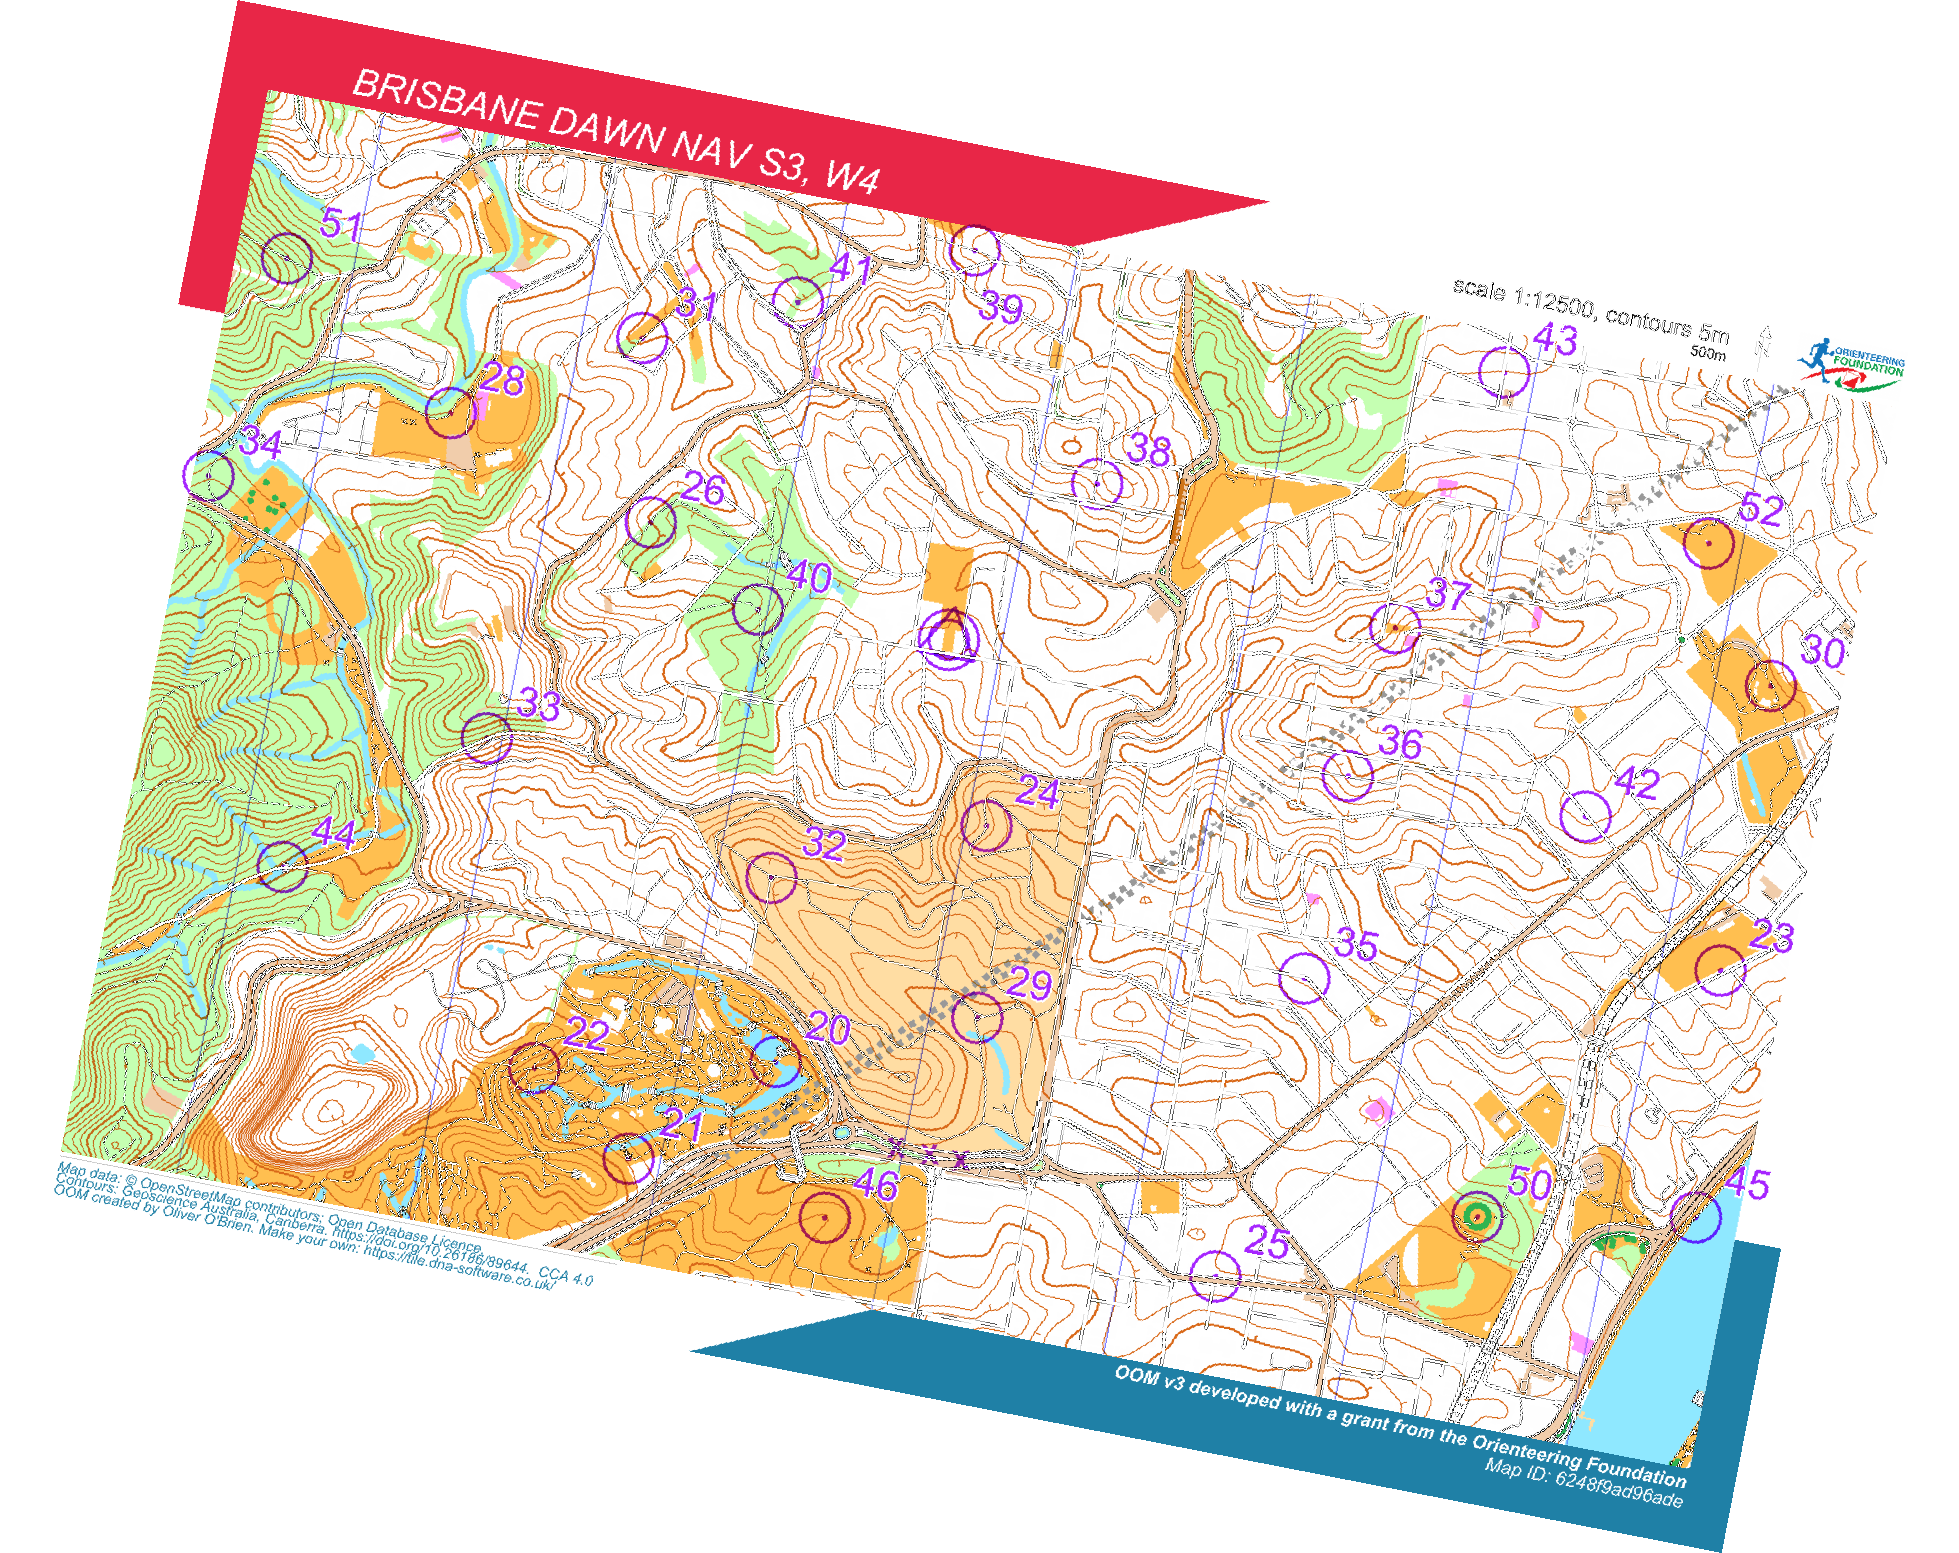 BRISBANE DAWN NAV S3, W4
scale 1:12500, contours 5m
500m
ORIENTEERING
FOUNDATION
51
41
39
31
43
28
34
38
26
52
40
37
30
33
36
24
42
44
32
23
35
29
22
20
21
46
50
45
25
Map data: © OpenStreetMap contributors, Open Database Licence.
Contours: Geoscience Australia, Canberra. https://doi.org/10.26186/89644. CCA 4.0
OOM created by Oliver O'Brien. Make your own: https://tile.dna-software.co.uk/
OOM v3 developed with a grant from the Orienteering Foundation
Map ID: 6248f9ad96ade